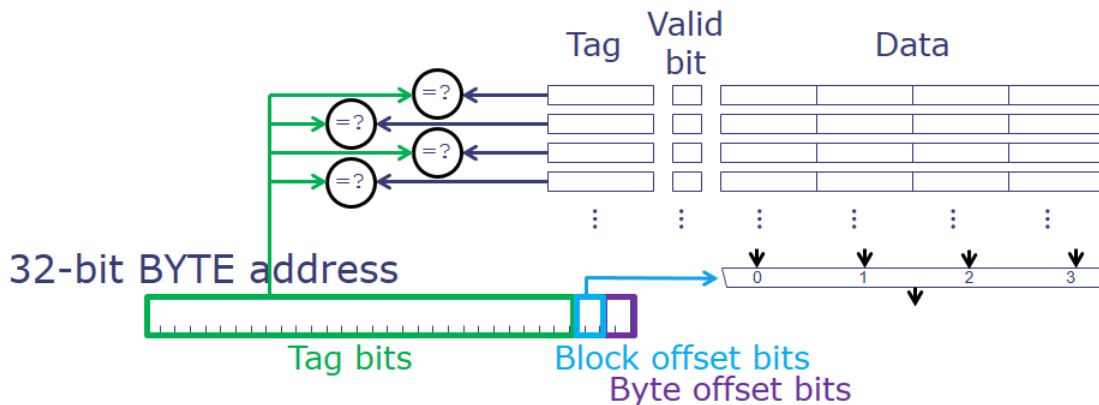 Tag
Valid
bit
Data
=?
=?
=?
=?
32-bit BYTE address
0 1 2 3
Tag bits
Block offset bits
Byte offset bits